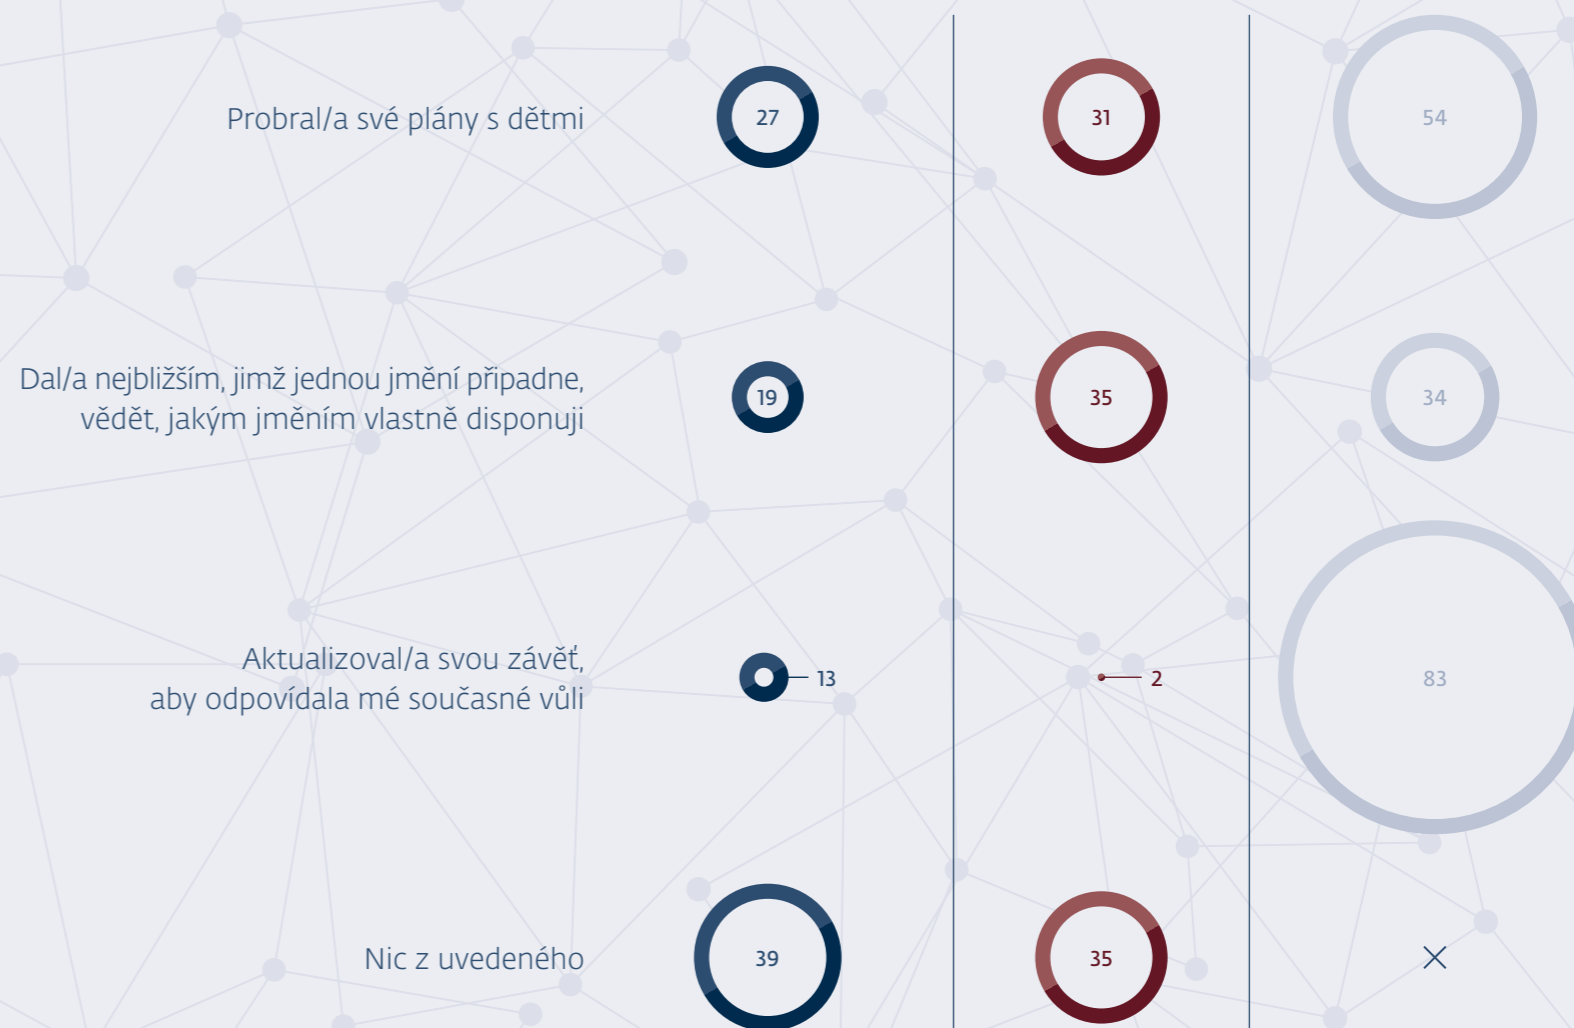 Probral/a své plány s dětmi
27
31
54
Dal/a nejbližším, jimž jednou jmění připadne,
vědět, jakým jměním vlastně disponuji
19
35
34
Aktualizoval/a svou závěť,
aby odpovídala mé současné vůli
13
2
83
Nic z uvedeného
39
35